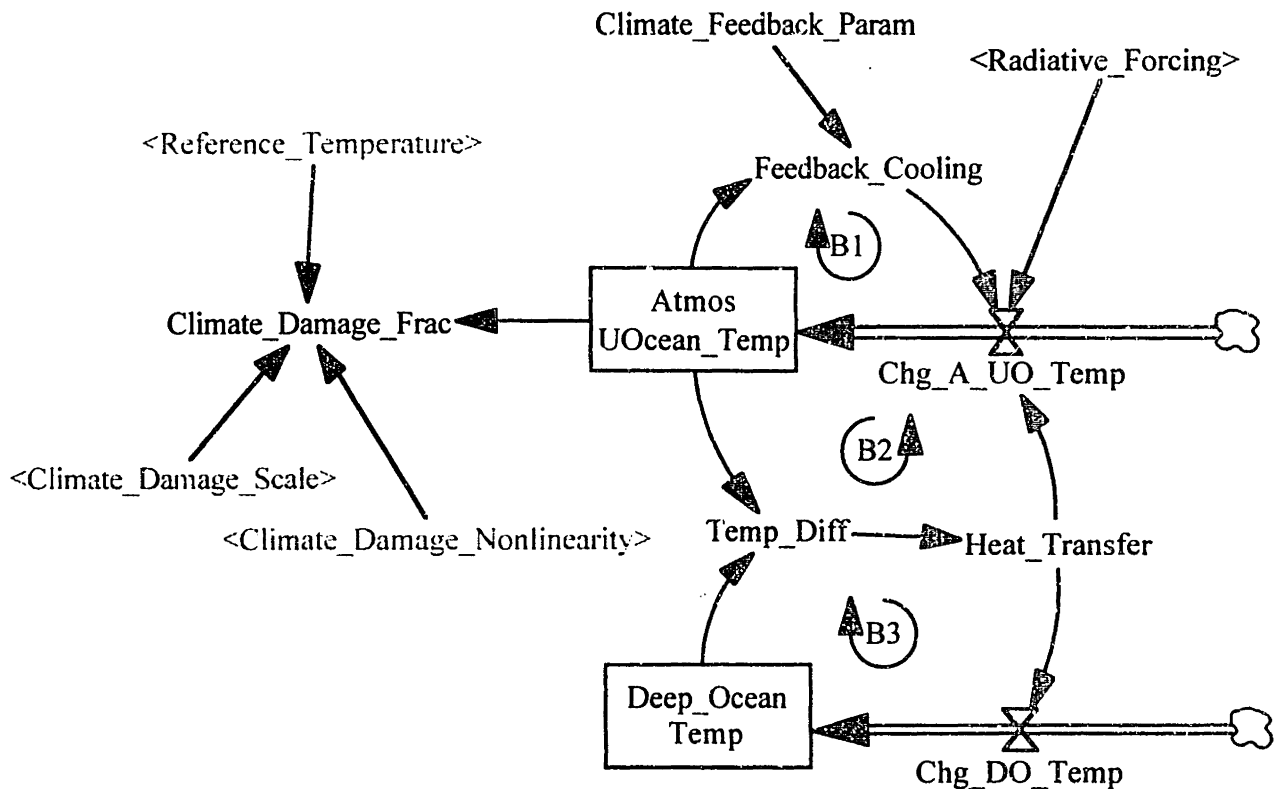 Climate_Feedback_Param
<Radiative_Forcing>
<Reference_Temperature>
Feedback_Cooling
B1
Atmos
UOcean_Temp
Climate_Damage_Frac
Chg_A_UO_Temp
B2
<Climate_Damage_Scale>
<Climate_Damage_Nonlinearity>
Temp_Diff
Heat_Transfer
B3
Deep_Ocean
Temp
Chg_DO_Temp